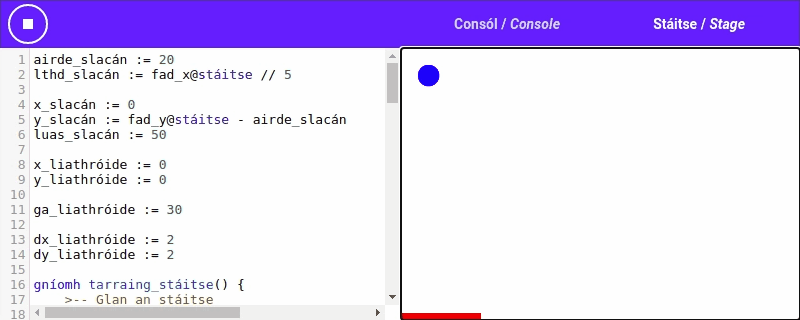 Consól / Console
Stáitse / Stage
1 airde_slacán := 20
2 lthd_slacán := fad_x@stáitse // 5
3
4 x_slacán := 0
5 y_slacán := fad_y@stáitse - airde_slacán
6 luas_slacán := 50
7
8 x_liathróide := 0
9 y_liathróide := 0
10
11 ga_liathróide := 30
12
13 dx_liathróide := 2
14 dy_liathróide := 2
15
16 gníomh tarraing_stáitse() {
17 >-- Glan an stáitse
18